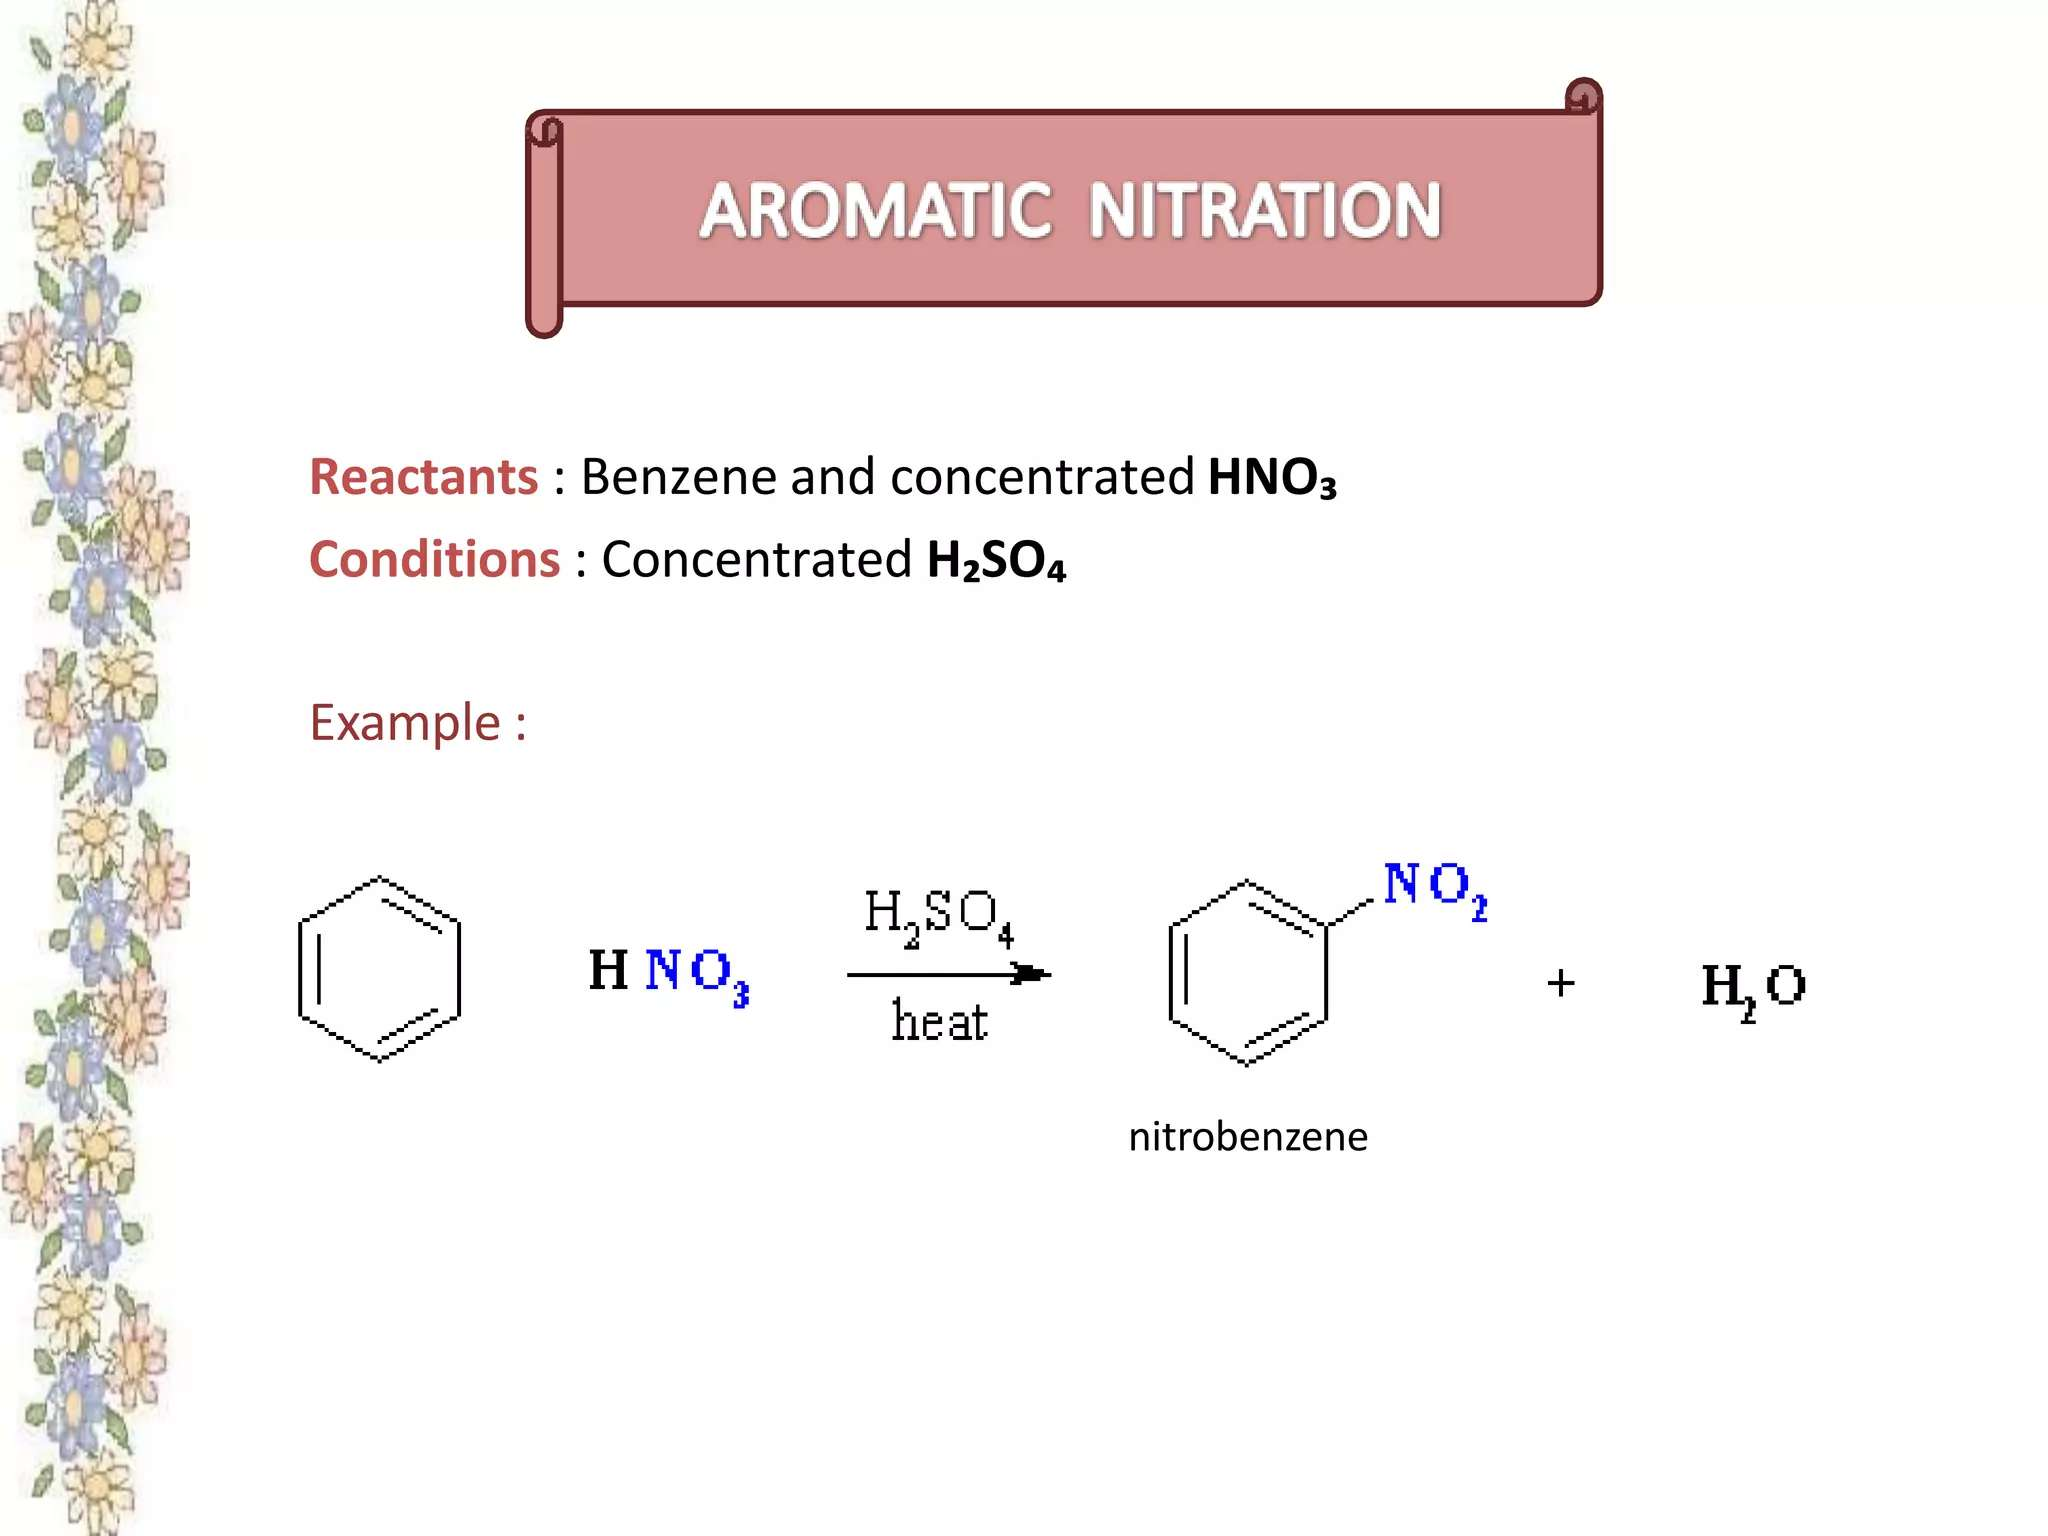 AROMATIC NITRATION
Reactants : Benzene and concentrated HNO₃
Conditions : Concentrated H₂SO₄
Example :
H NO₃
H₂SO₄
heat
NO₂
+
H₂O
nitrobenzene